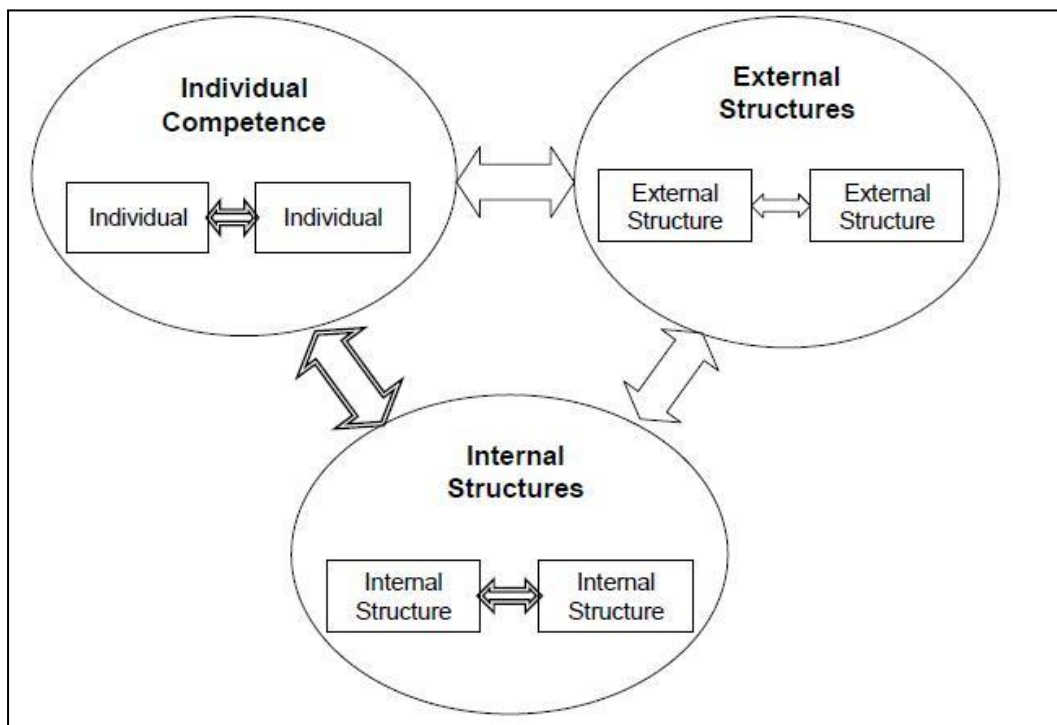 Individual
Competence
Individual
Individual
External
Structures
External
Structure
External
Structure
Internal
Structures
Internal
Structure
Internal
Structure